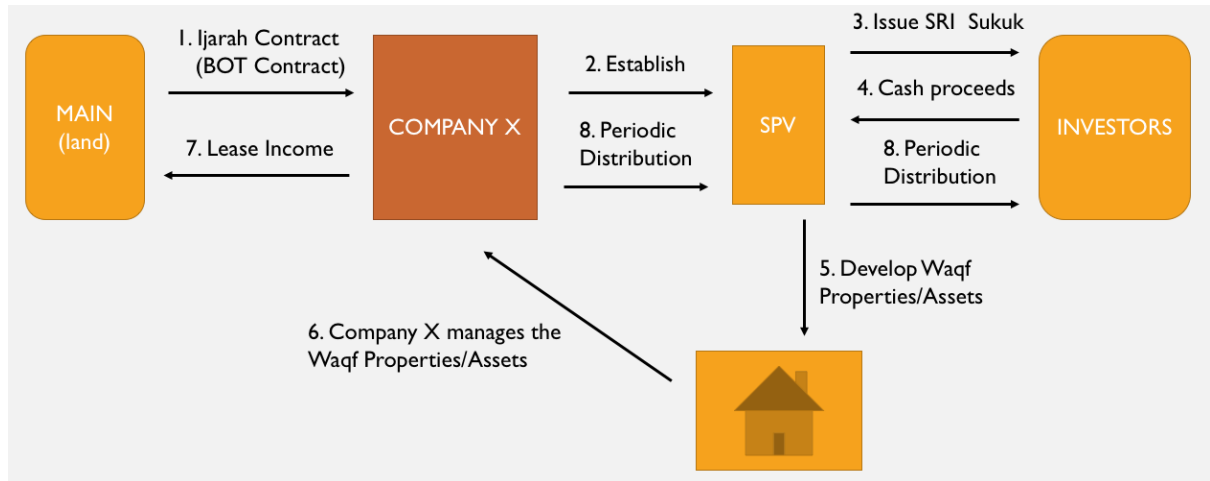 MAIN
(land)
1. Ijarah Contract
(BOT Contract)
7. Lease Income
COMPANY X
2. Establish
8. Periodic
Distribution
SPV
3. Issue SRI Sukuk
4. Cash proceeds
8. Periodic
Distribution
INVESTORS
5. Develop Waqf
Properties/Assets
6. Company X manages the
Waqf Properties/Assets